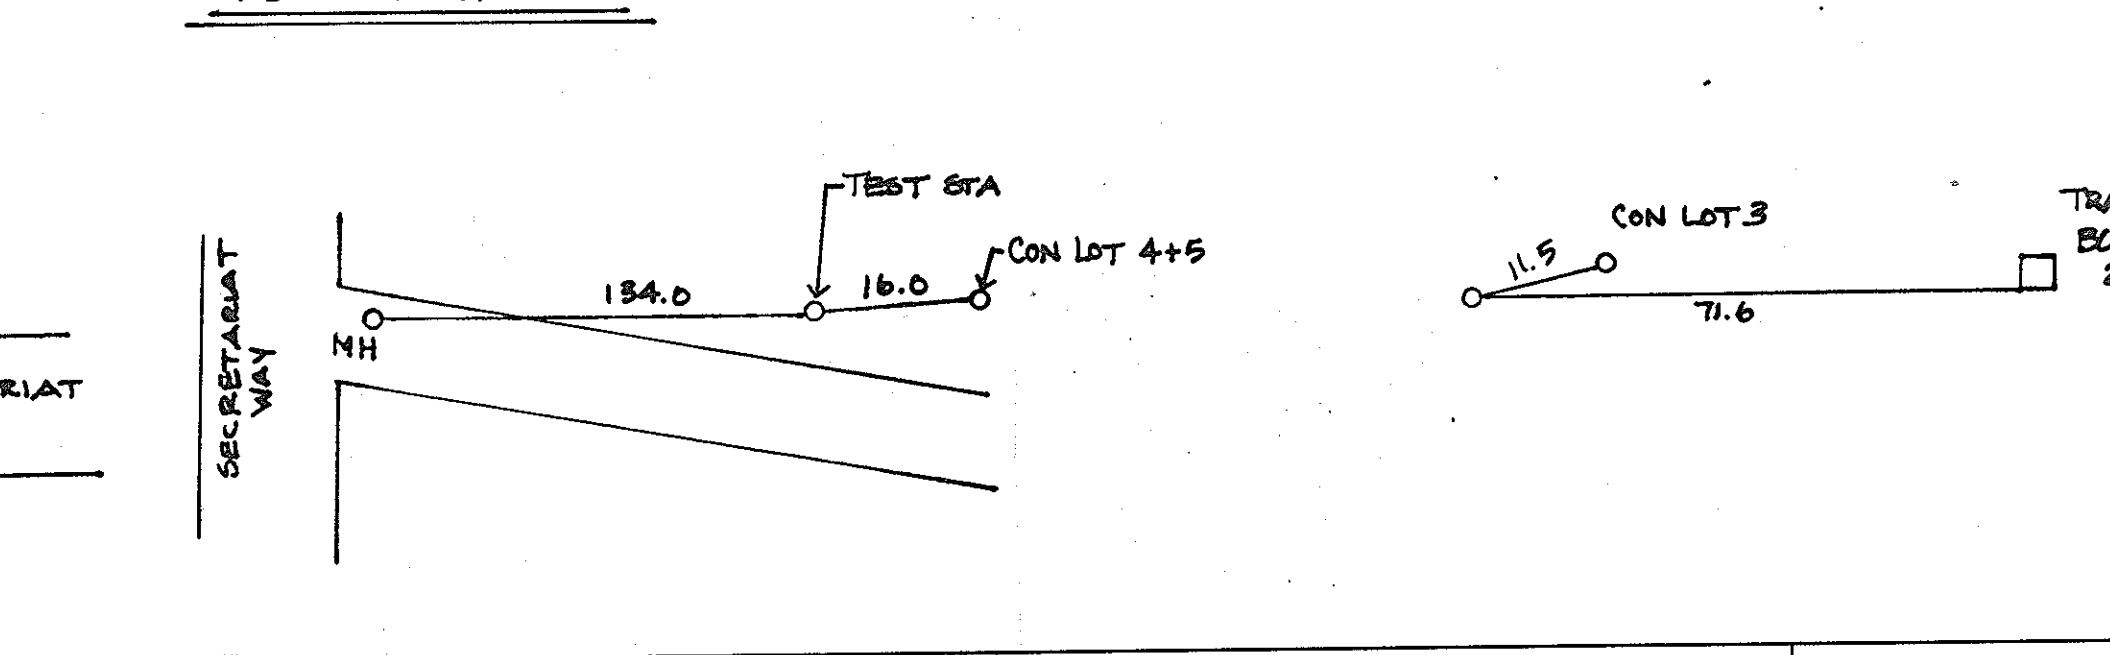 TEST STA
CON LOT 3
CON LOT 4+5
11.5
134.0
16.0
71.6
MH
SECRETARIAT
WAY
RIAT